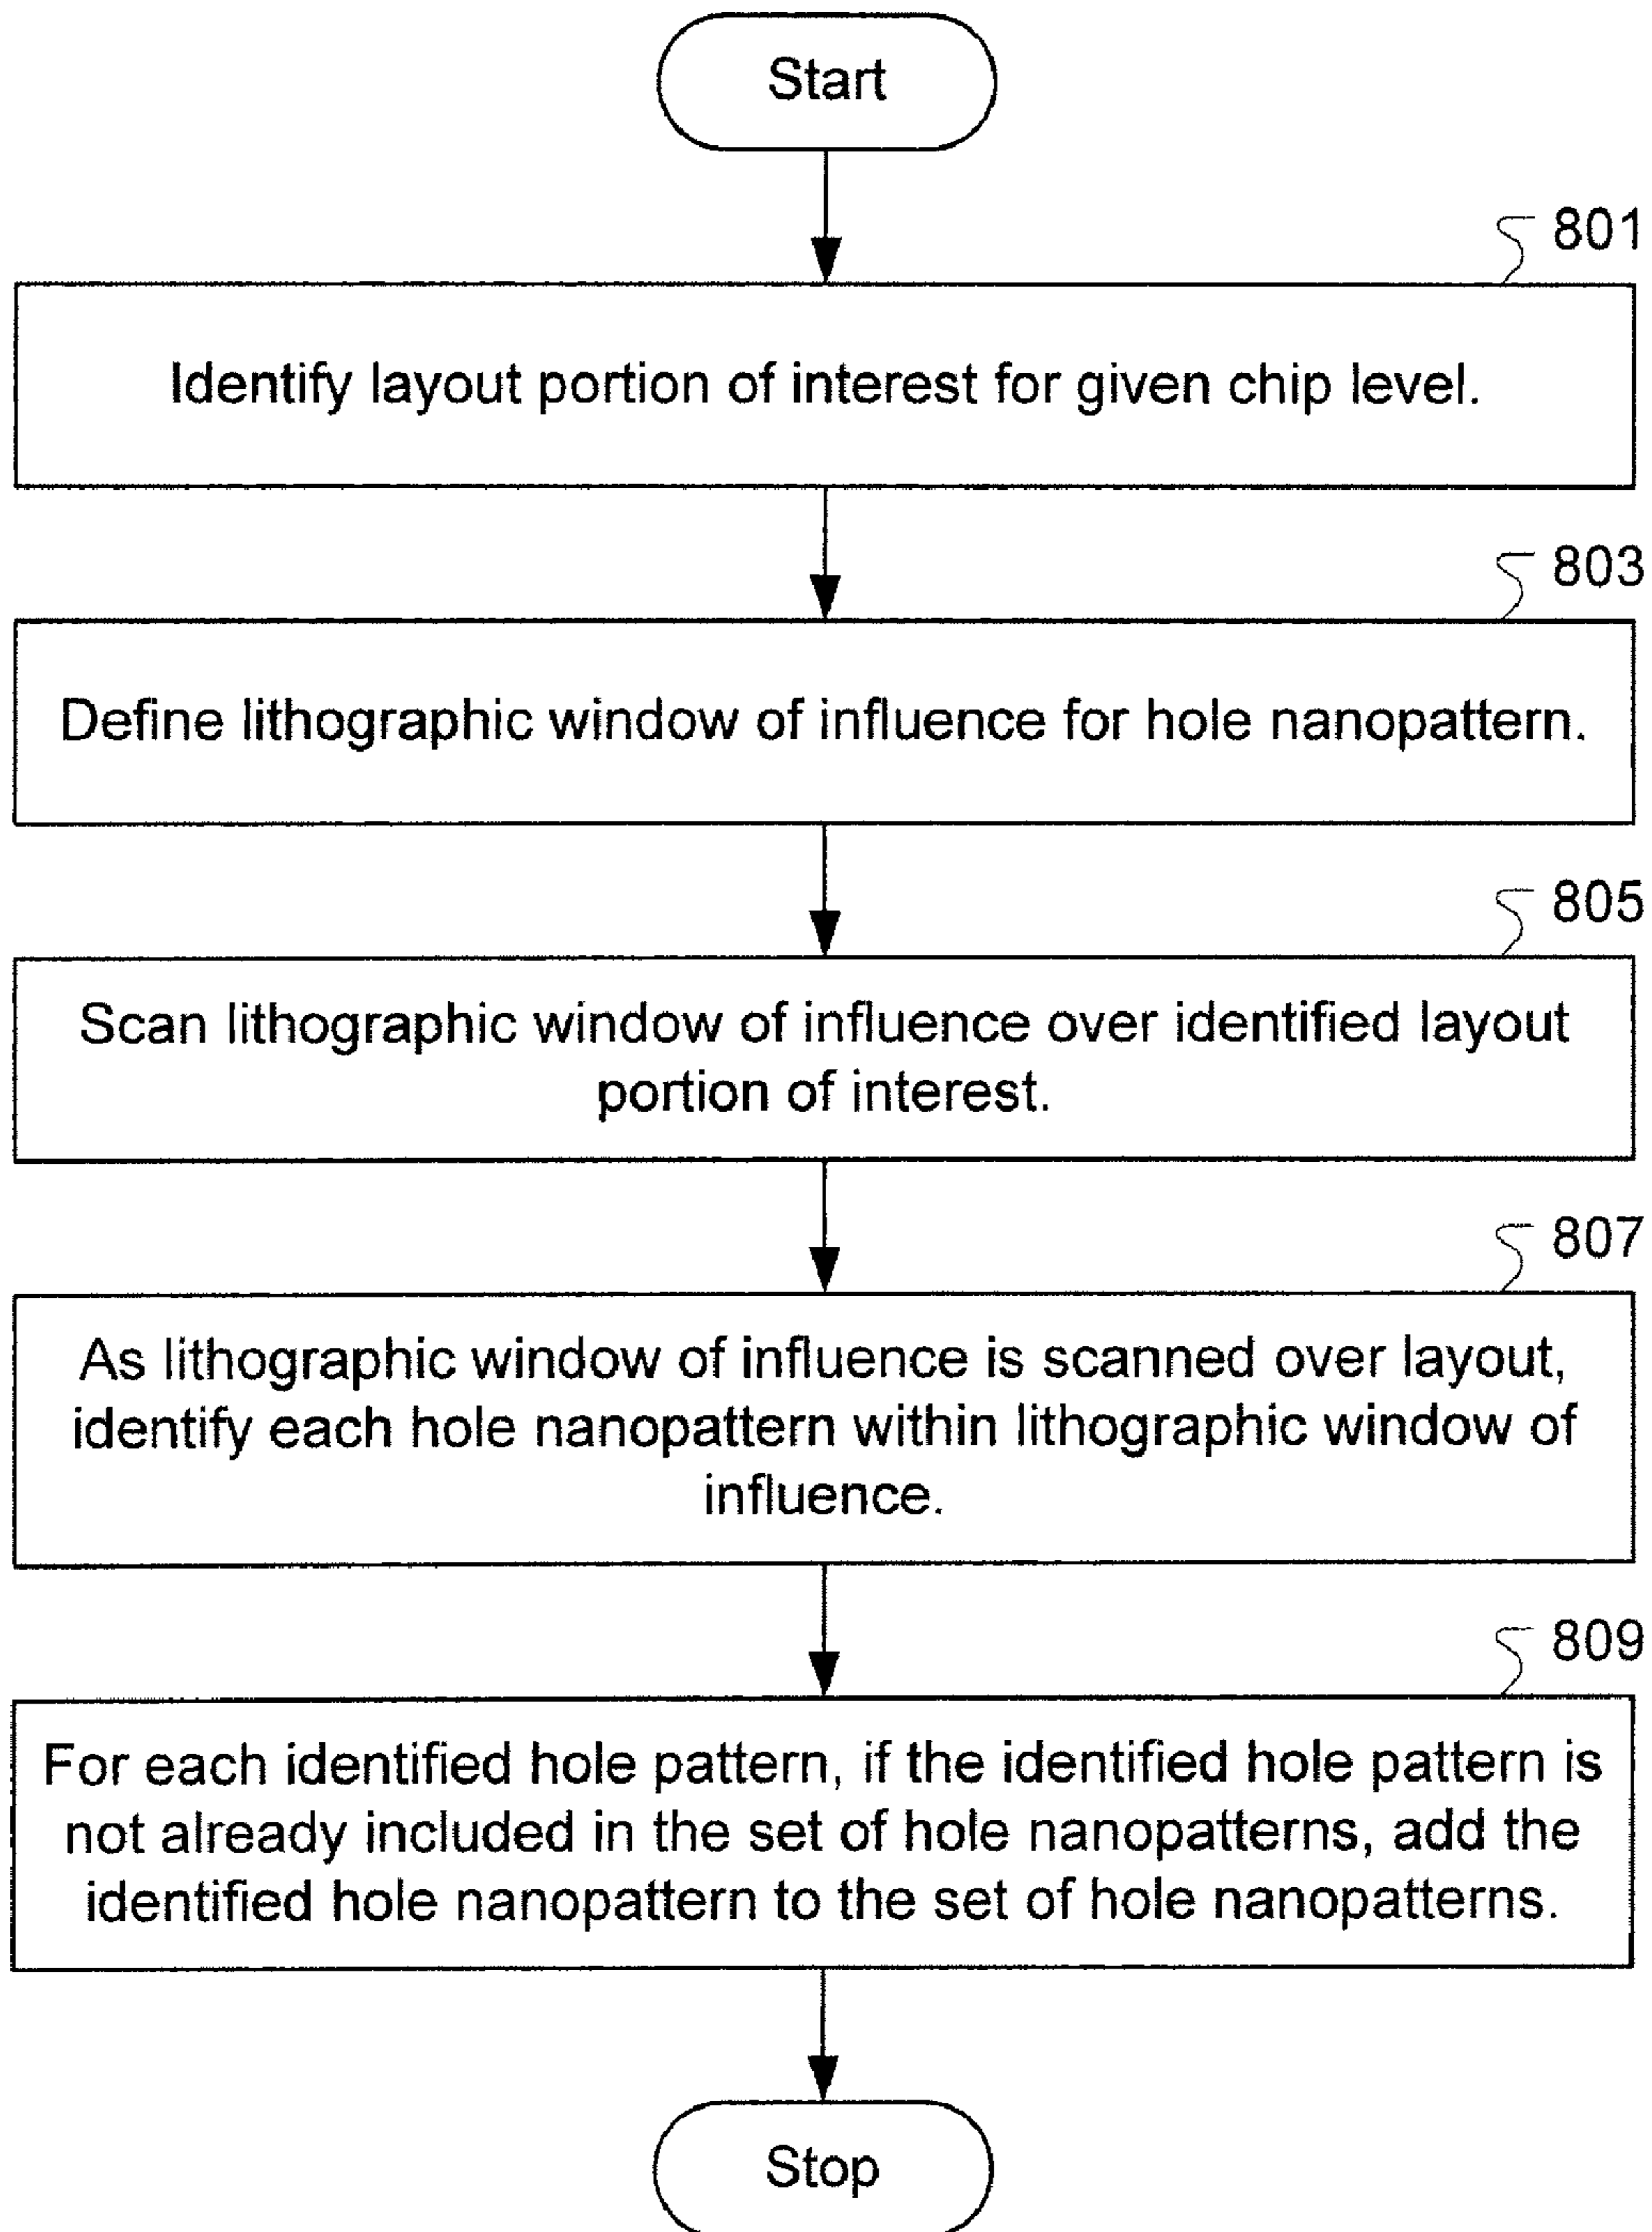 Start
801
Identify layout portion of interest for given chip level.
803
Define lithographic window of influence for hole nanopattern.
805
Scan lithographic window of influence over identified layout
portion of interest.
807
As lithographic window of influence is scanned over layout,
identify each hole nanopattern within lithographic window of
influence.
809
For each identified hole pattern, if the identified hole pattern is
not already included in the set of hole nanopatterns, add the
identified hole nanopattern to the set of hole nanopatterns.
Stop